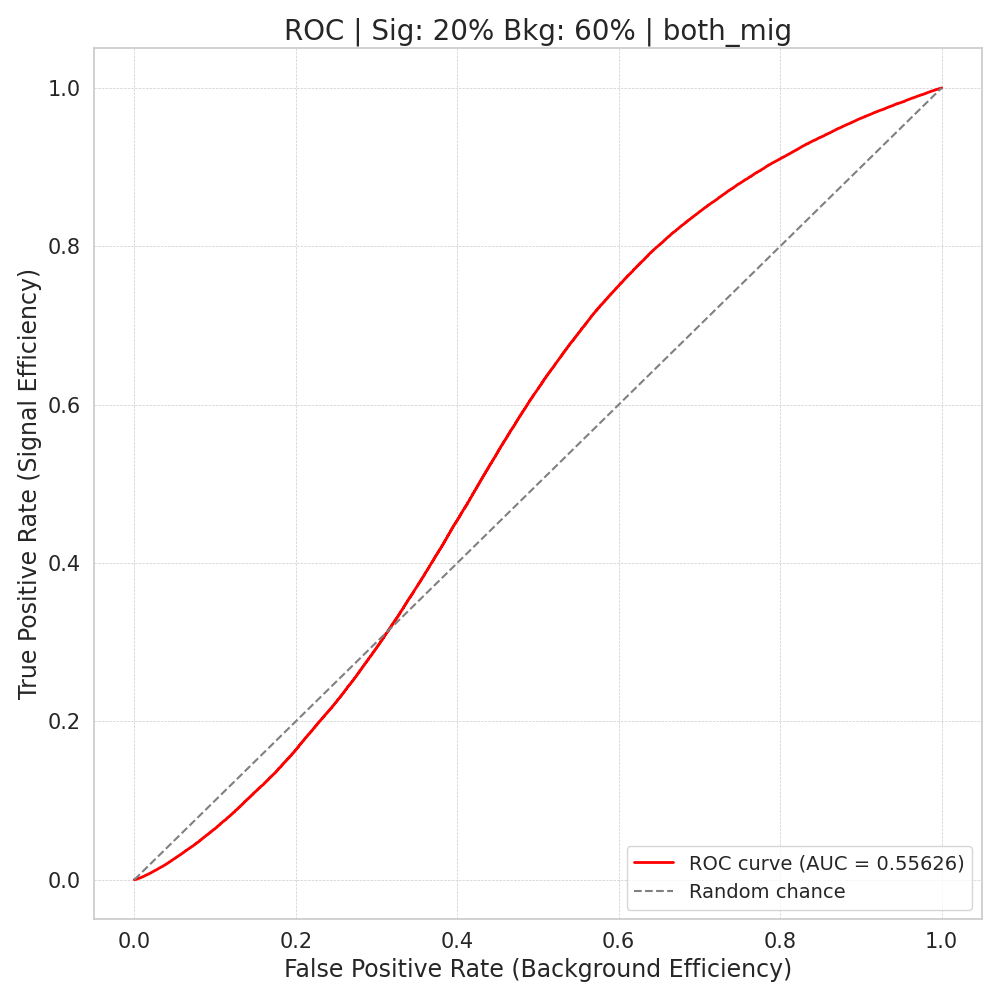 ROC | Sig: 20% Bkg: 60% | both_mig
True Positive Rate (Signal Efficiency)
1.0
0.8
0.6
0.4
0.2
0.0
ROC curve (AUC = 0.55626)
Random chance
0.0 0.2 0.4 0.6 0.8 1.0
False Positive Rate (Background Efficiency)